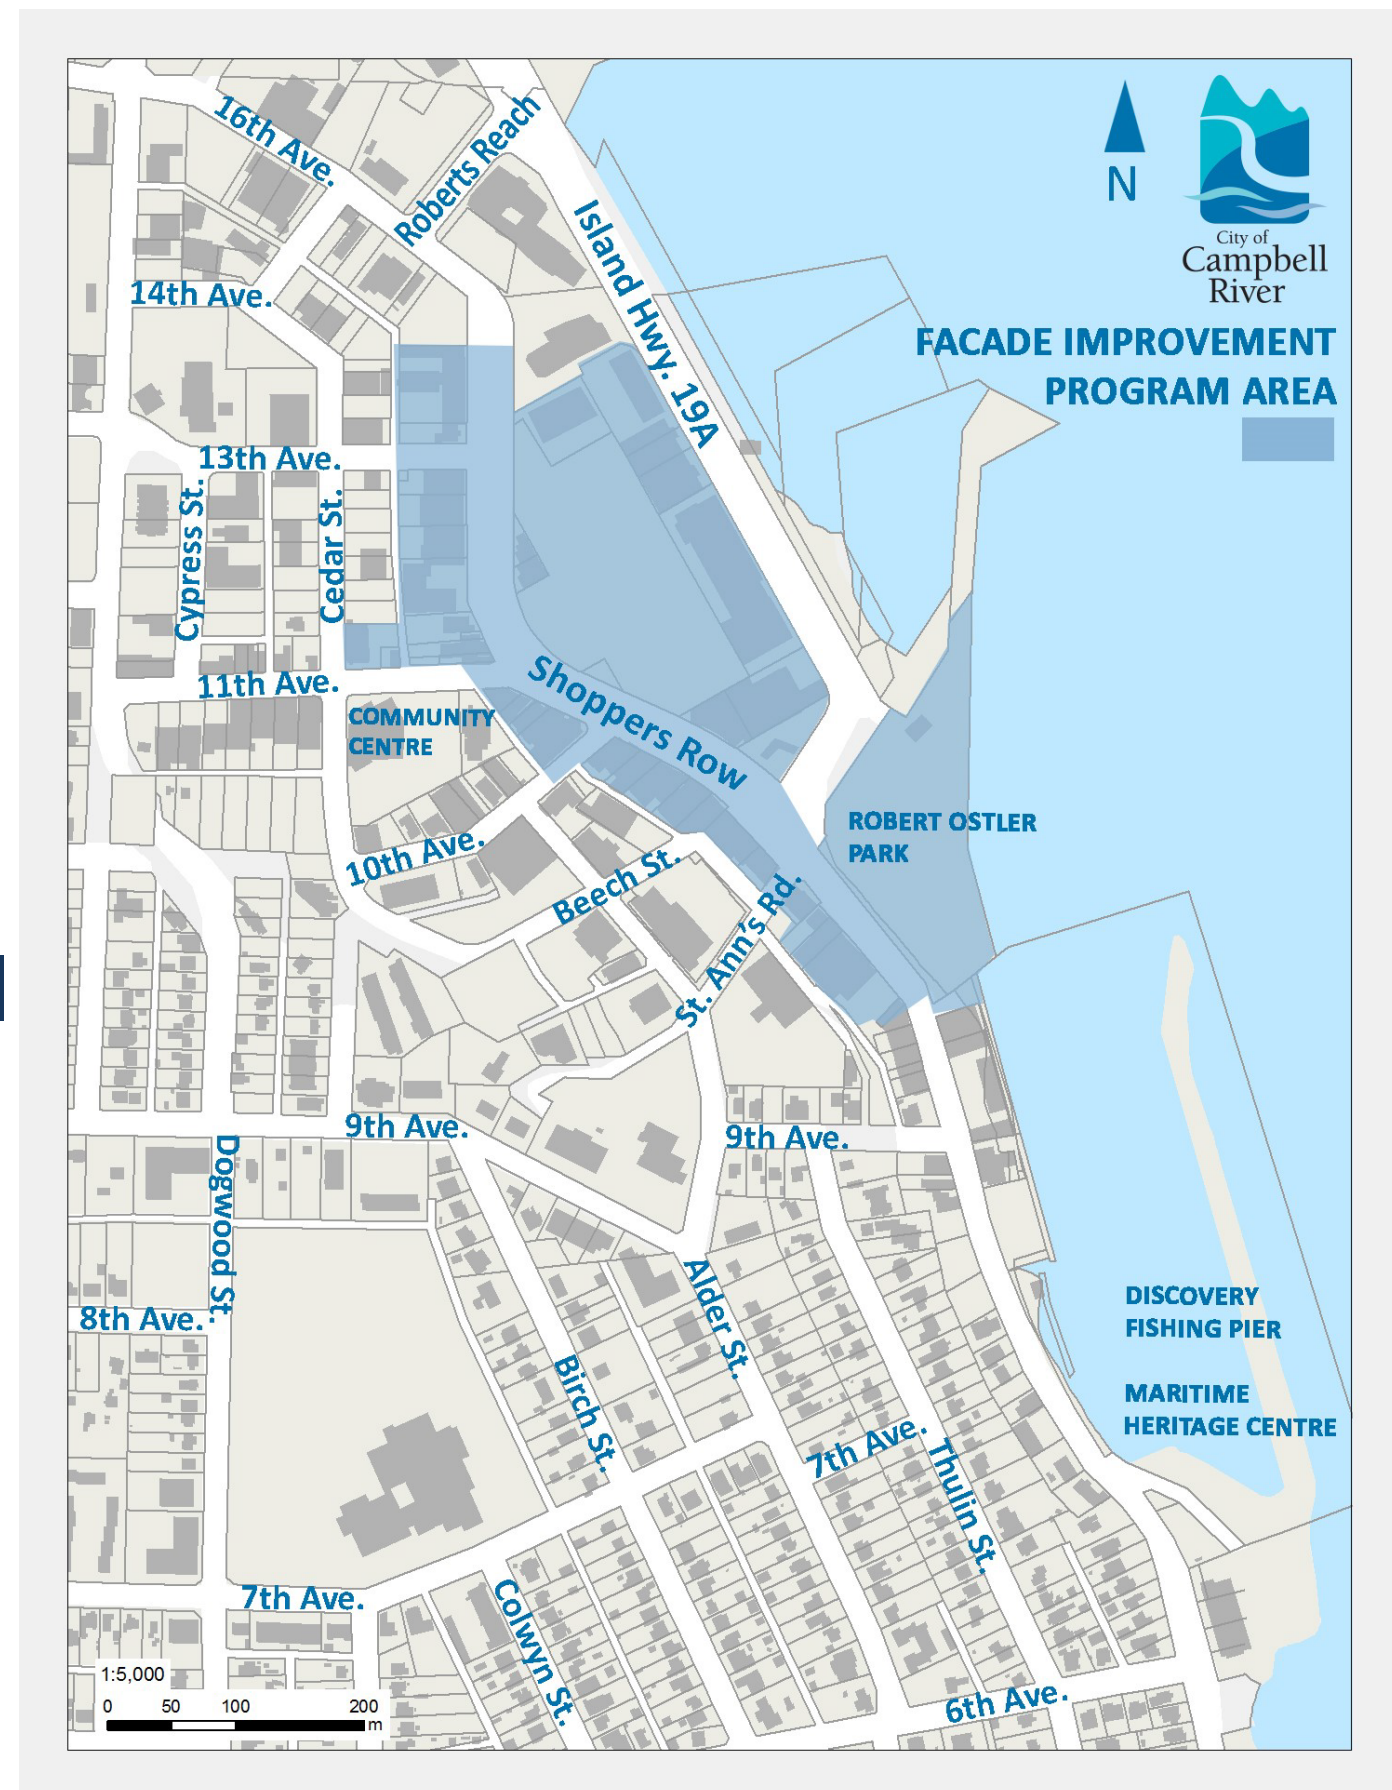 16th Ave.
Roberts Reach
N
City of
Campbell
River
Island Hwy. 19A
14th Ave.
FACADE IMPROVEMENT
PROGRAM AREA
13th Ave.
Cypress St.
Cedar St.
11th Ave.
Shoppers Row
COMMUNITY
CENTRE
ROBERT OSTLER
PARK
10th Ave.
Beech St.
St. Ann's Rd.
9th Ave.
9th Ave.
Dogwood St.
8th Ave.
Alder St.
DISCOVERY
FISHING PIER
Birch St.
MARITIME
HERITAGE CENTRE
7th Ave.
Thulin St.
7th Ave.
Colwyn St.
6th Ave.
1:5,000
0 50 100 200
m